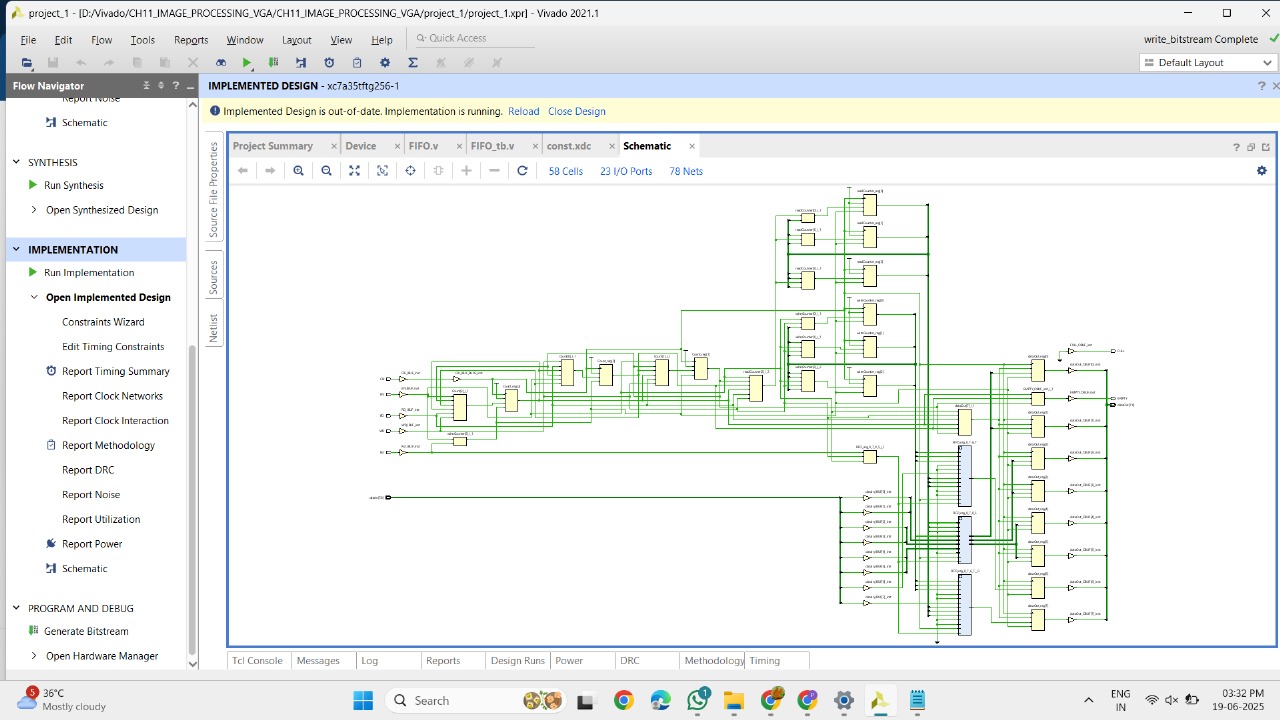 project_1 - [D:/Vivado/CH11_IMAGE_PROCESSING_VGA/CH11_IMAGE_PROCESSING_VGA/project_1/project_1.xpr] - Vivado 2021.1
File Edit Flow Tools Reports Window Layout View Help Quick Access
write_bitstream Complete
Default Layout
Flow Navigator
IMPLEMENTED DESIGN - xc7a35tftg256-1
Implemented Design is out-of-date. Implementation is running. Reload Close Design
Report Noise
Schematic
SYNTHESIS
Run Synthesis
Open Synthesized Design
IMPLEMENTATION
Run Implementation
Open Implemented Design
Constraints Wizard
Edit Timing Constraints
Report Timing Summary
Report Clock Networks
Report Clock Interaction
Report Methodology
Report DRC
Report Noise
Report Utilization
Report Power
Schematic
PROGRAM AND DEBUG
Generate Bitstream
Open Hardware Manager
Source File Properties
Sources
Netlist
Project Summary Device FIFO.v FIFO_tb.v const.xdc Schematic
58 Cells 23 I/O Ports 78 Nets
Tcl Console Messages Log Reports Design Runs Power DRC Methodology Timing
5
36°C
Mostly cloudy
Search
1
ENG
IN
03:32 PM
19-06-2025